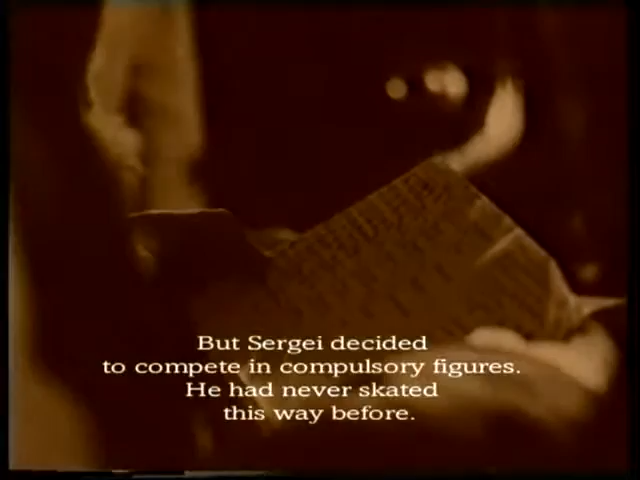 But Sergei decided
to compete in compulsory figures.
He had never skated
this way before.